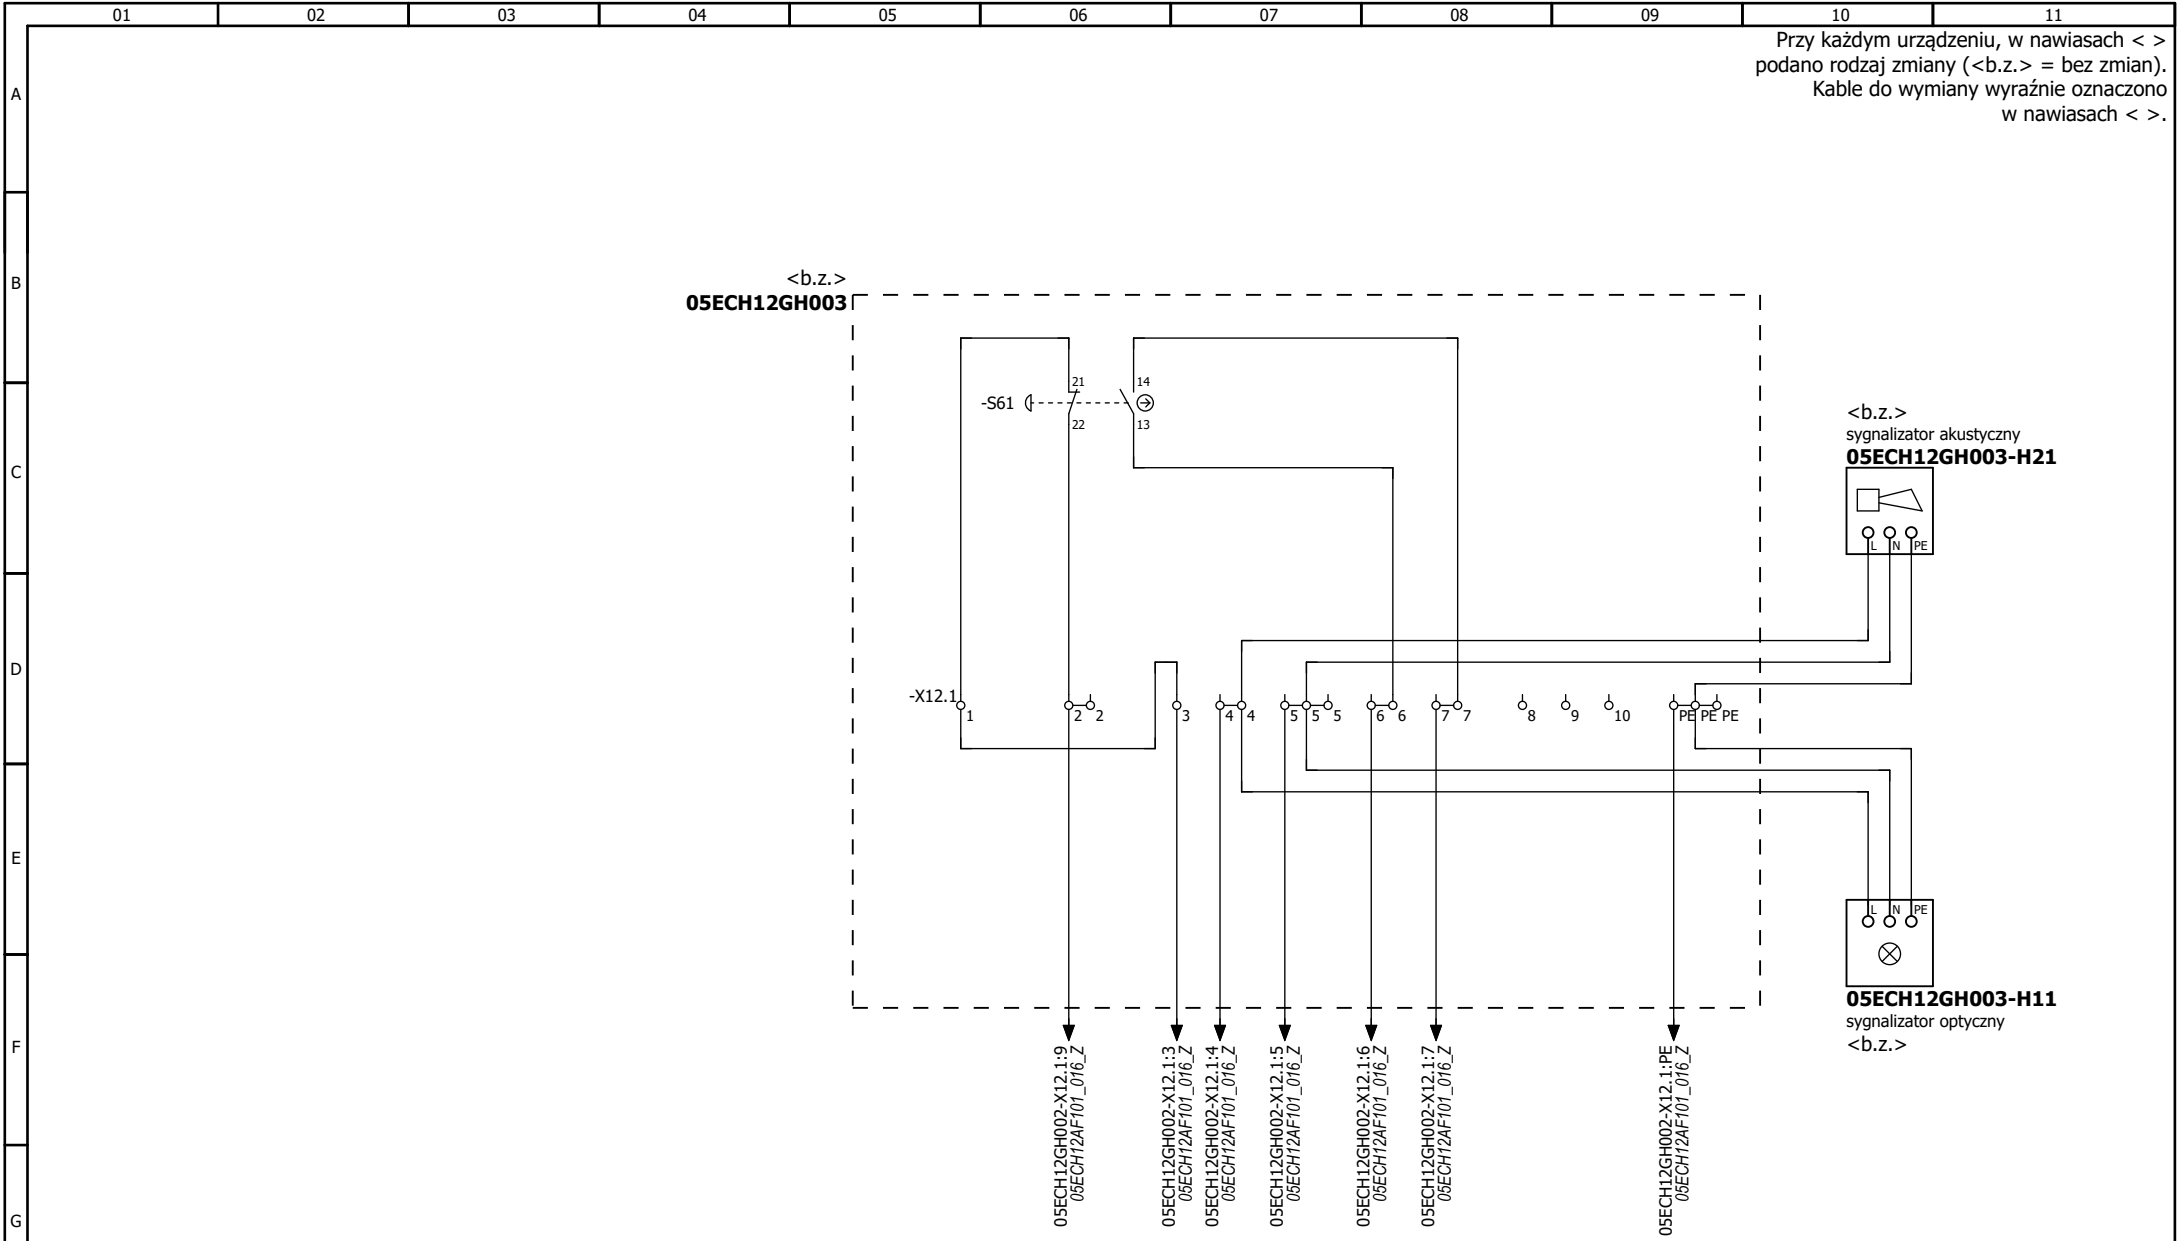 01 02 03 04 05 06 07 08 09 10 11
Przy każdym urządzeniu, w nawiasach < >
podano rodzaj zmiany (<b.z.> = bez zmian).
Kable do wymiany wyraźnie oznaczono
w nawiasach < >.
A
B
C
D
E
F
G
<b.z.>
05ECH12GH003
21
14
-S61
22
13
<b.z.>
sygnalizator akustyczny
05ECH12GH003-H21
L N PE
-X12.1
1 2 2 3 4 4 5 5 5 6 6 7 7 8 9 10 PE PE PE
L N PE
05ECH12GH003-H11
sygnalizator optyczny
<b.z.>
05ECH12GH002-X12.1:9
05ECH12AF101_016_Z
05ECH12GH002-X12.1:3
05ECH12AF101_016_Z
05ECH12GH002-X12.1:4
05ECH12AF101_016_Z
05ECH12GH002-X12.1:5
05ECH12AF101_016_Z
05ECH12GH002-X12.1:6
05ECH12AF101_016_Z
05ECH12GH002-X12.1:7
05ECH12AF101_016_Z
05ECH12GH002-X12.1:PE
05ECH12AF101_016_Z